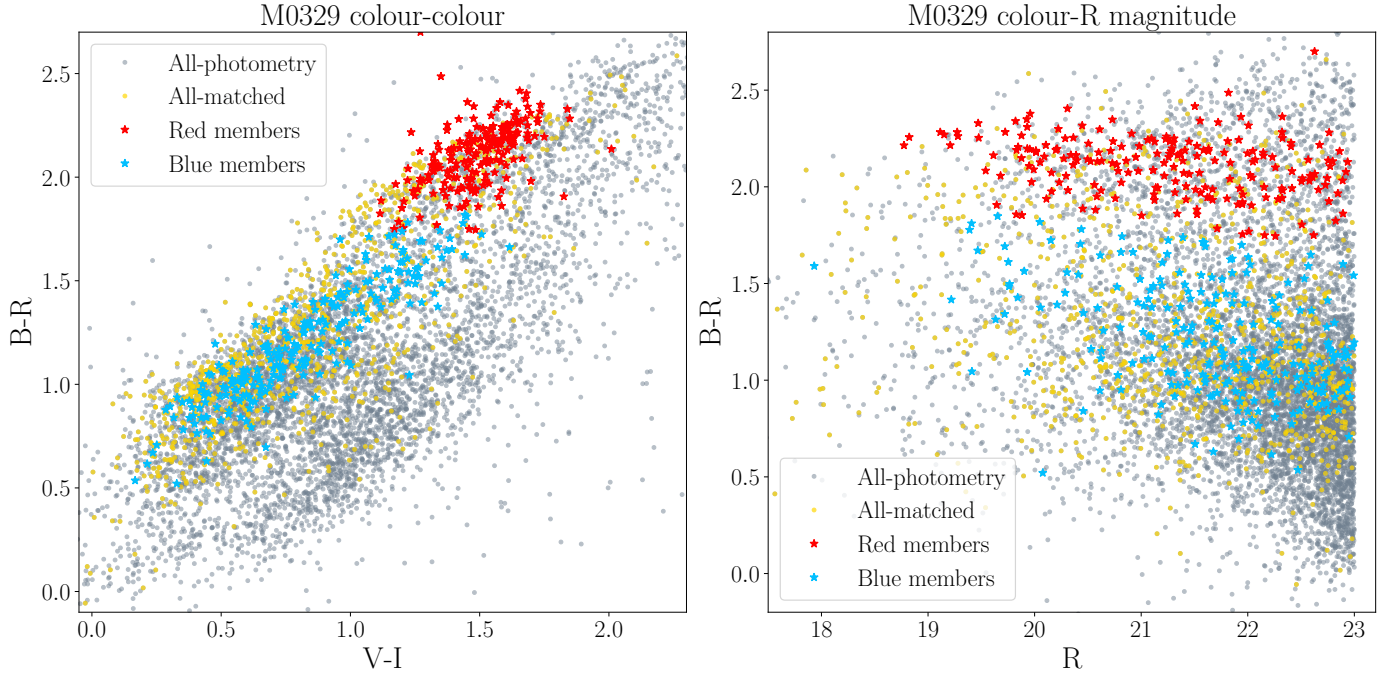 M0329 colour-colour
All-photometry
All-matched
Red members
Blue members
B-R
2.5
2.0
1.5
1.0
0.5
0.0
0.0
0.5
1.0
1.5
2.0
V-I
M0329 colour-R magnitude
B-R
2.5
2.0
1.5
1.0
0.5
0.0
All-photometry
All-matched
Red members
Blue members
18
19
20
21
22
23
R